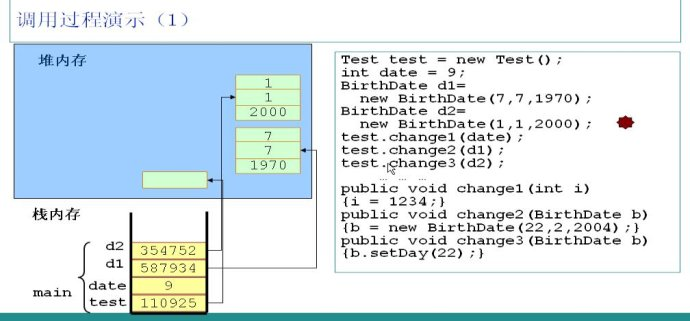 调用过程演示（1）
堆内存
1
1
2000
7
7
1970
栈内存
d2 354752
d1 587934
main
date 9
test 110925
Test test = new Test();
int date = 9;
BirthDate d1=
new BirthDate(7,7,1970);
BirthDate d2=
new BirthDate(1,1,2000);
test.change1(date);
test.change2(d1);
test.change3(d2);
… … …
public void change1(int i)
{i = 1234;}
public void change2(BirthDate b)
{b = new BirthDate(22,2,2004);}
public void change3(BirthDate b)
{b.setDay(22);}